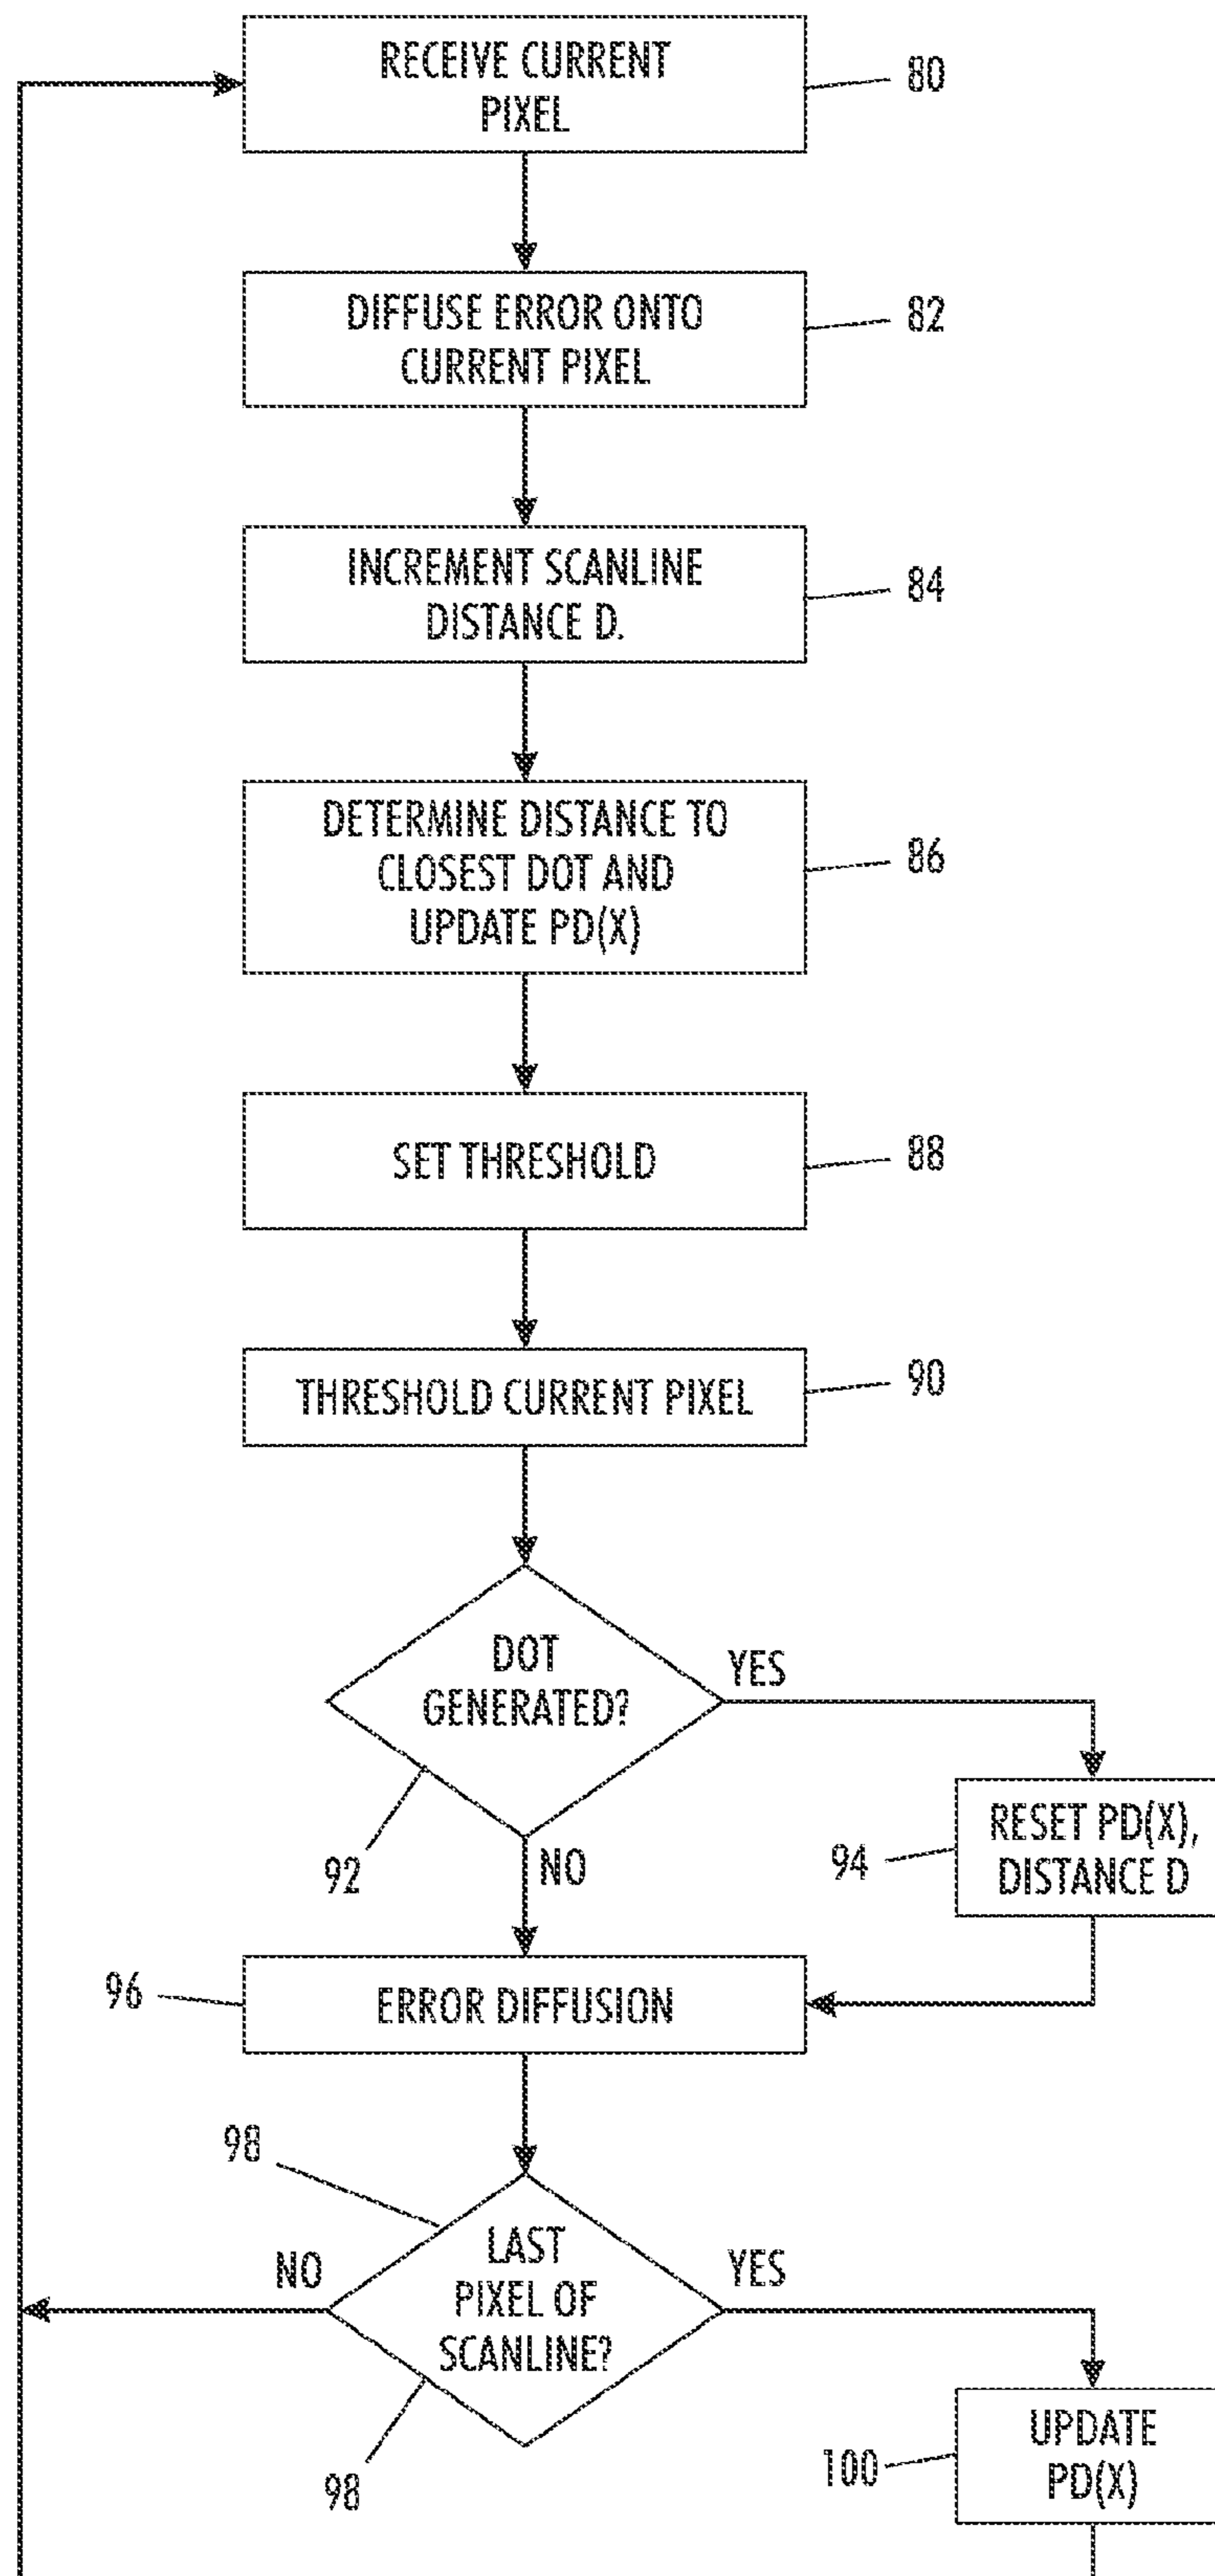 RECEIVE CURRENT
PIXEL
80
DIFFUSE ERROR ONTO
CURRENT PIXEL
82
INCREMENT SCANLINE
DISTANCE D.
84
DETERMINE DISTANCE TO
CLOSEST DOT AND
UPDATE PD(X)
86
SET THRESHOLD
88
THRESHOLD CURRENT PIXEL
90
DOT
GENERATED?
YES
92
NO
RESET PD(X),
DISTANCE D
94
96
ERROR DIFFUSION
98
LAST
PIXEL OF
SCANLINE?
NO
YES
98
UPDATE
PD(X)
100